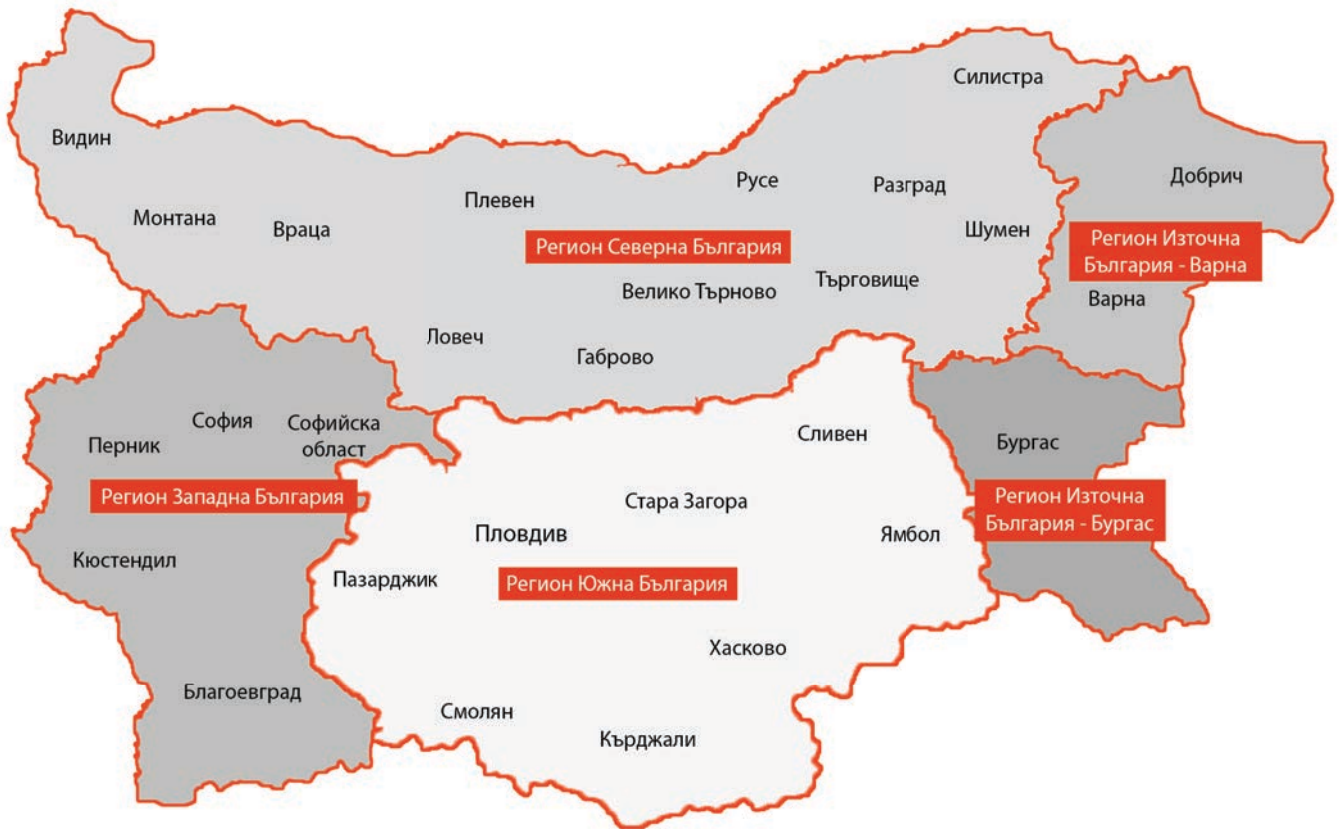 Силистра
Видин
Добрич
Русе
Разград
Плевен
Монтана
Враца
Шумен
Регион Северна България
Регион Източна
България - Варна
Търговище
Велико Търново
Варна
Ловеч
Габрово
София
Софийска
област
Перник
Сливен
Бургас
Регион Западна България
Стара Загора
Регион Източна
България - Бургас
Пловдив
Ямбол
Кюстендил
Пазарджик
Регион Южна България
Хасково
Благоевград
Смолян
Кърджали